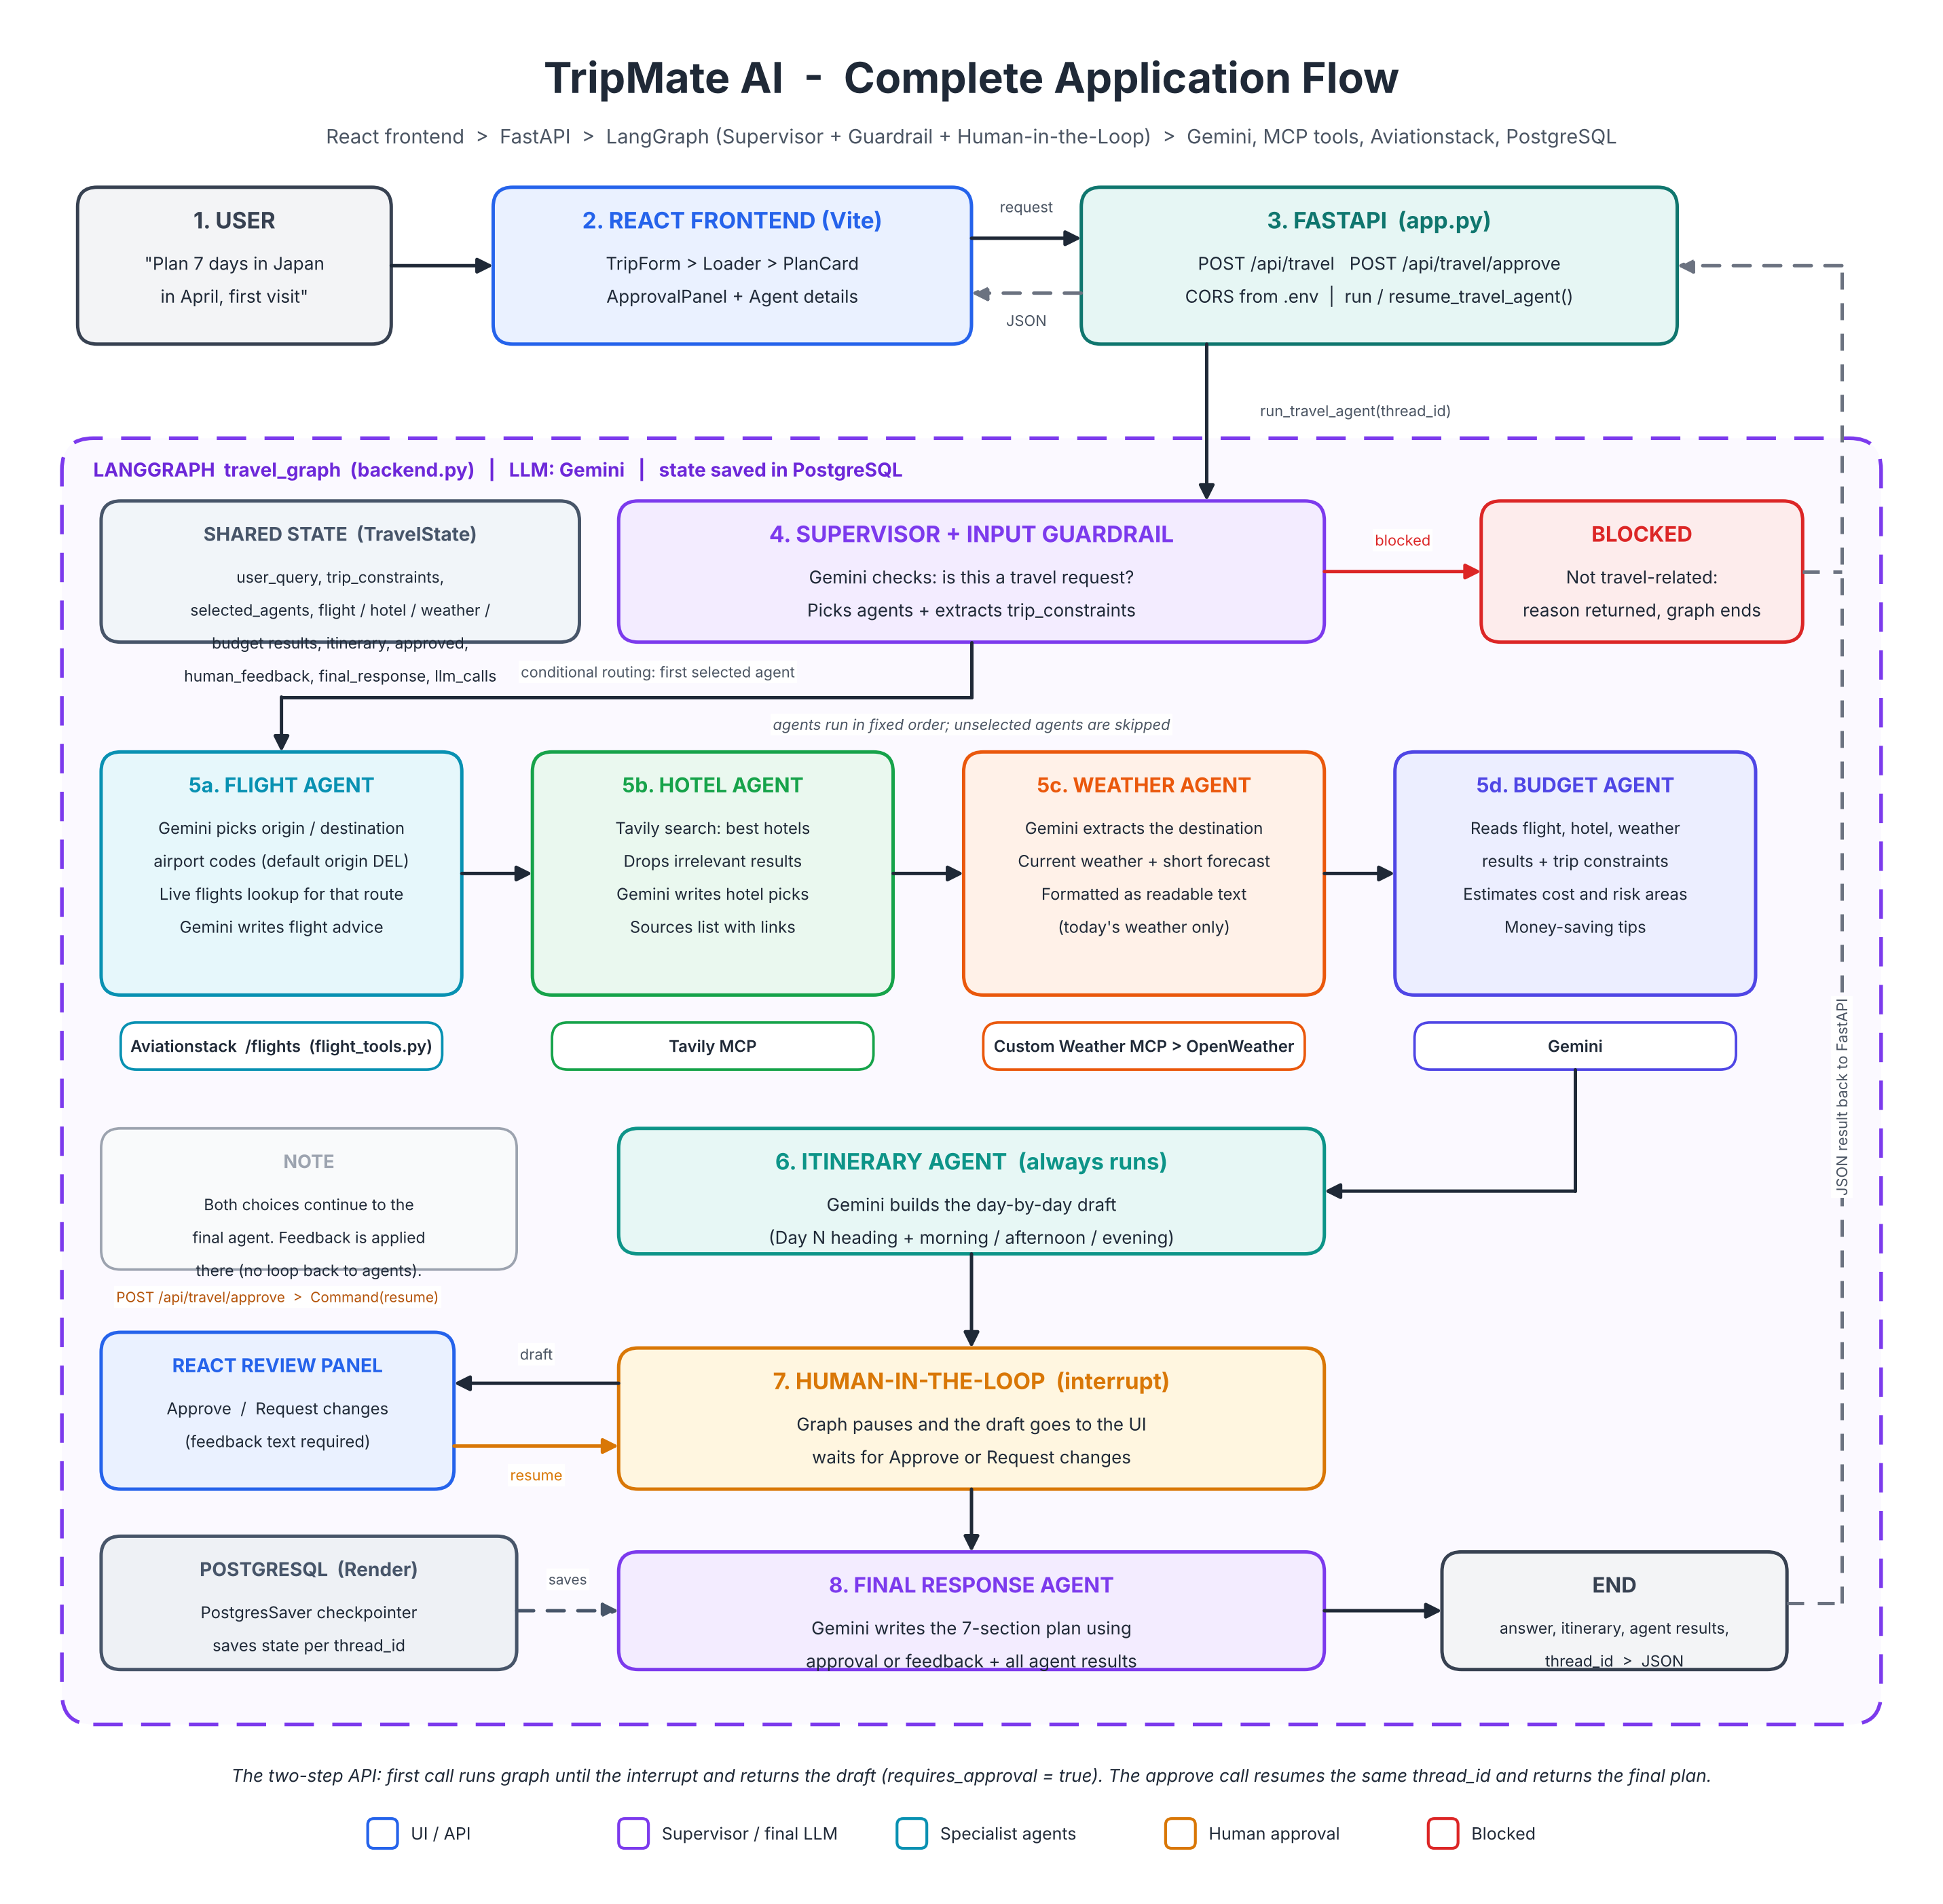 TripMate AI - Complete Application Flow
React frontend > FastAPI > LangGraph (Supervisor + Guardrail + Human-in-the-Loop) > Gemini, MCP tools, Aviationstack, PostgreSQL
1. USER
"Plan 7 days in Japan
in April, first visit"
2. REACT FRONTEND (Vite)
TripForm > Loader > PlanCard
ApprovalPanel + Agent details
request
JSON
3. FASTAPI (app.py)
POST /api/travel POST /api/travel/approve
CORS from .env | run / resume_travel_agent()
run_travel_agent(thread_id)
LANGGRAPH travel_graph (backend.py) | LLM: Gemini | state saved in PostgreSQL
SHARED STATE (TravelState)
user_query, trip_constraints,
selected_agents, flight / hotel / weather /
budget results, itinerary, approved,
human_feedback, final_response, llm_calls
4. SUPERVISOR + INPUT GUARDRAIL
Gemini checks: is this a travel request?
Picks agents + extracts trip_constraints
blocked
BLOCKED
Not travel-related:
reason returned, graph ends
conditional routing: first selected agent
agents run in fixed order; unselected agents are skipped
5a. FLIGHT AGENT
Gemini picks origin / destination
airport codes (default origin DEL)
Live flights lookup for that route
Gemini writes flight advice
5b. HOTEL AGENT
Tavily search: best hotels
Drops irrelevant results
Gemini writes hotel picks
Sources list with links
5c. WEATHER AGENT
Gemini extracts the destination
Current weather + short forecast
Formatted as readable text
(today's weather only)
5d. BUDGET AGENT
Reads flight, hotel, weather
results + trip constraints
Estimates cost and risk areas
Money-saving tips
Aviationstack /flights (flight_tools.py)
Tavily MCP
Custom Weather MCP > OpenWeather
Gemini
JSON result back to FastAPI
NOTE
Both choices continue to the
final agent. Feedback is applied
there (no loop back to agents).
6. ITINERARY AGENT (always runs)
Gemini builds the day-by-day draft
(Day N heading + morning / afternoon / evening)
POST /api/travel/approve > Command(resume)
REACT REVIEW PANEL
Approve / Request changes
(feedback text required)
draft
resume
7. HUMAN-IN-THE-LOOP (interrupt)
Graph pauses and the draft goes to the UI
waits for Approve or Request changes
POSTGRESQL (Render)
PostgresSaver checkpointer
saves state per thread_id
saves
8. FINAL RESPONSE AGENT
Gemini writes the 7-section plan using
approval or feedback + all agent results
END
answer, itinerary, agent results,
thread_id > JSON
The two-step API: first call runs graph until the interrupt and returns the draft (requires_approval = true). The approve call resumes the same thread_id and returns the final plan.
UI / API
Supervisor / final LLM
Specialist agents
Human approval
Blocked